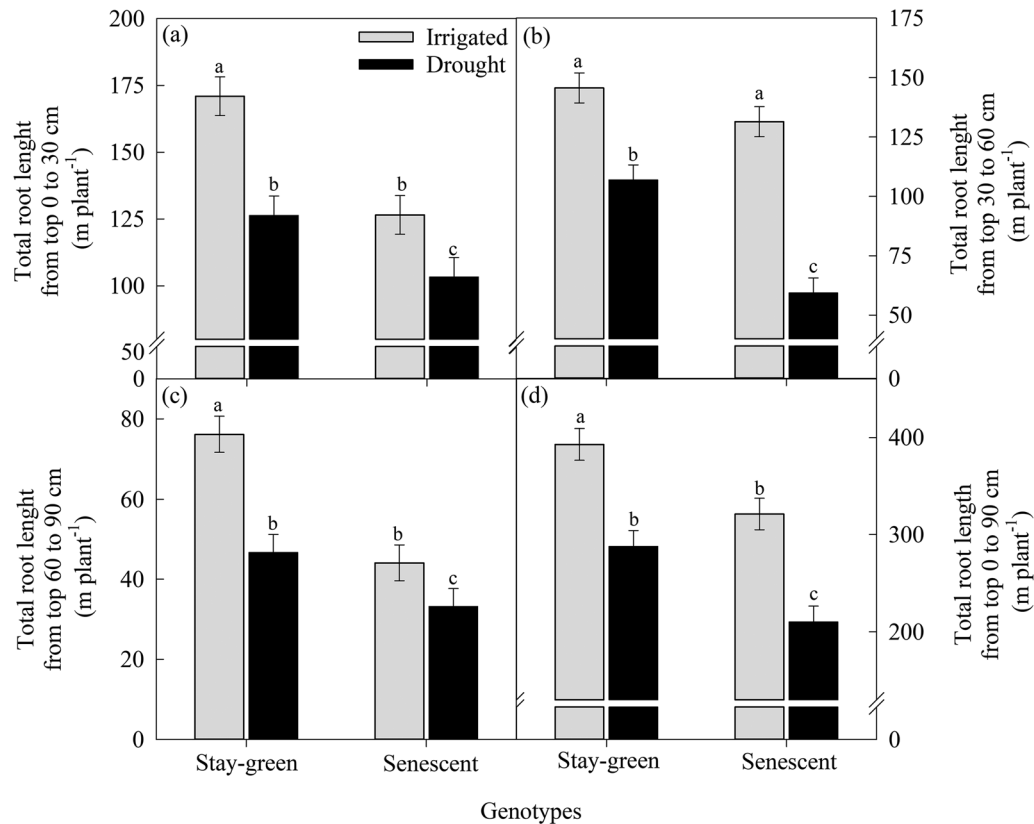 200
175
150
125
100
50
0
Total root lenght
from top 0 to 30 cm
(m plant-1)
(a)
Irrigated
Drought
a
b
b
c
(b)
a
b
a
c
175
150
125
100
75
50
0
Total root lenght
from top 30 to 60 cm
(m plant-1)
80
60
40
20
0
Total root lenght
from top 60 to 90 cm
(m plant-1)
(c)
a
b
b
c
(d)
a
b
b
c
400
300
200
0
Total root length
from top 0 to 90 cm
(m plant-1)
Stay-green Senescent Stay-green Senescent
Genotypes